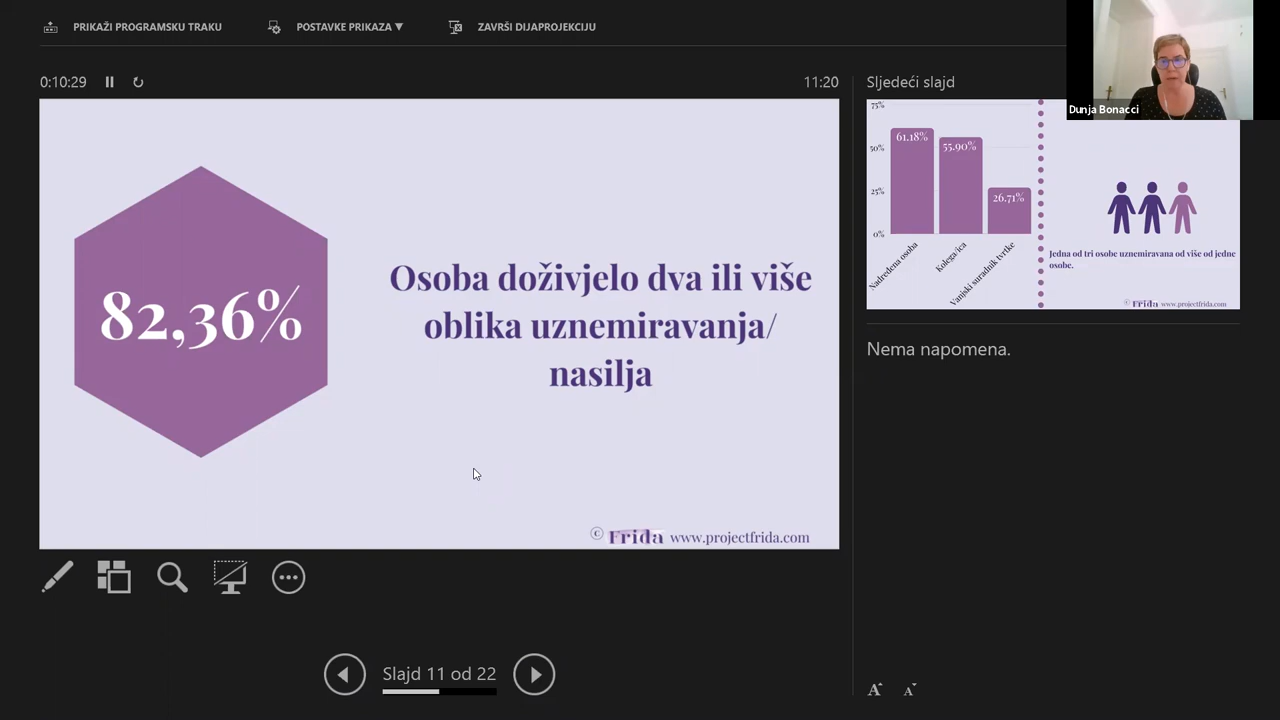 PRIKAŽI PROGRAMSKU TRAKU
POSTAVKE PRIKAZA ▼
ZAVRŠI DIJAPROJEKCIJU
0:10:29
11:20
82,36%
Osoba doživjelo dva ili više
oblika uznemiravanja/
nasilja
© Frida www.projectfrida.com
Slajd 11 od 22
Sljedeći slajd
Dunja Bonacci
75%
50%
25%
0%
61.18%
55.90%
26.71%
Nadređena osoba
Kolega/ica
Vanjski suradnik tvrtke
Jedna od tri osobe uznemiravana od više od jedne
osobe.
© Frida www.projectfrida.com
Nema napomena.
A A